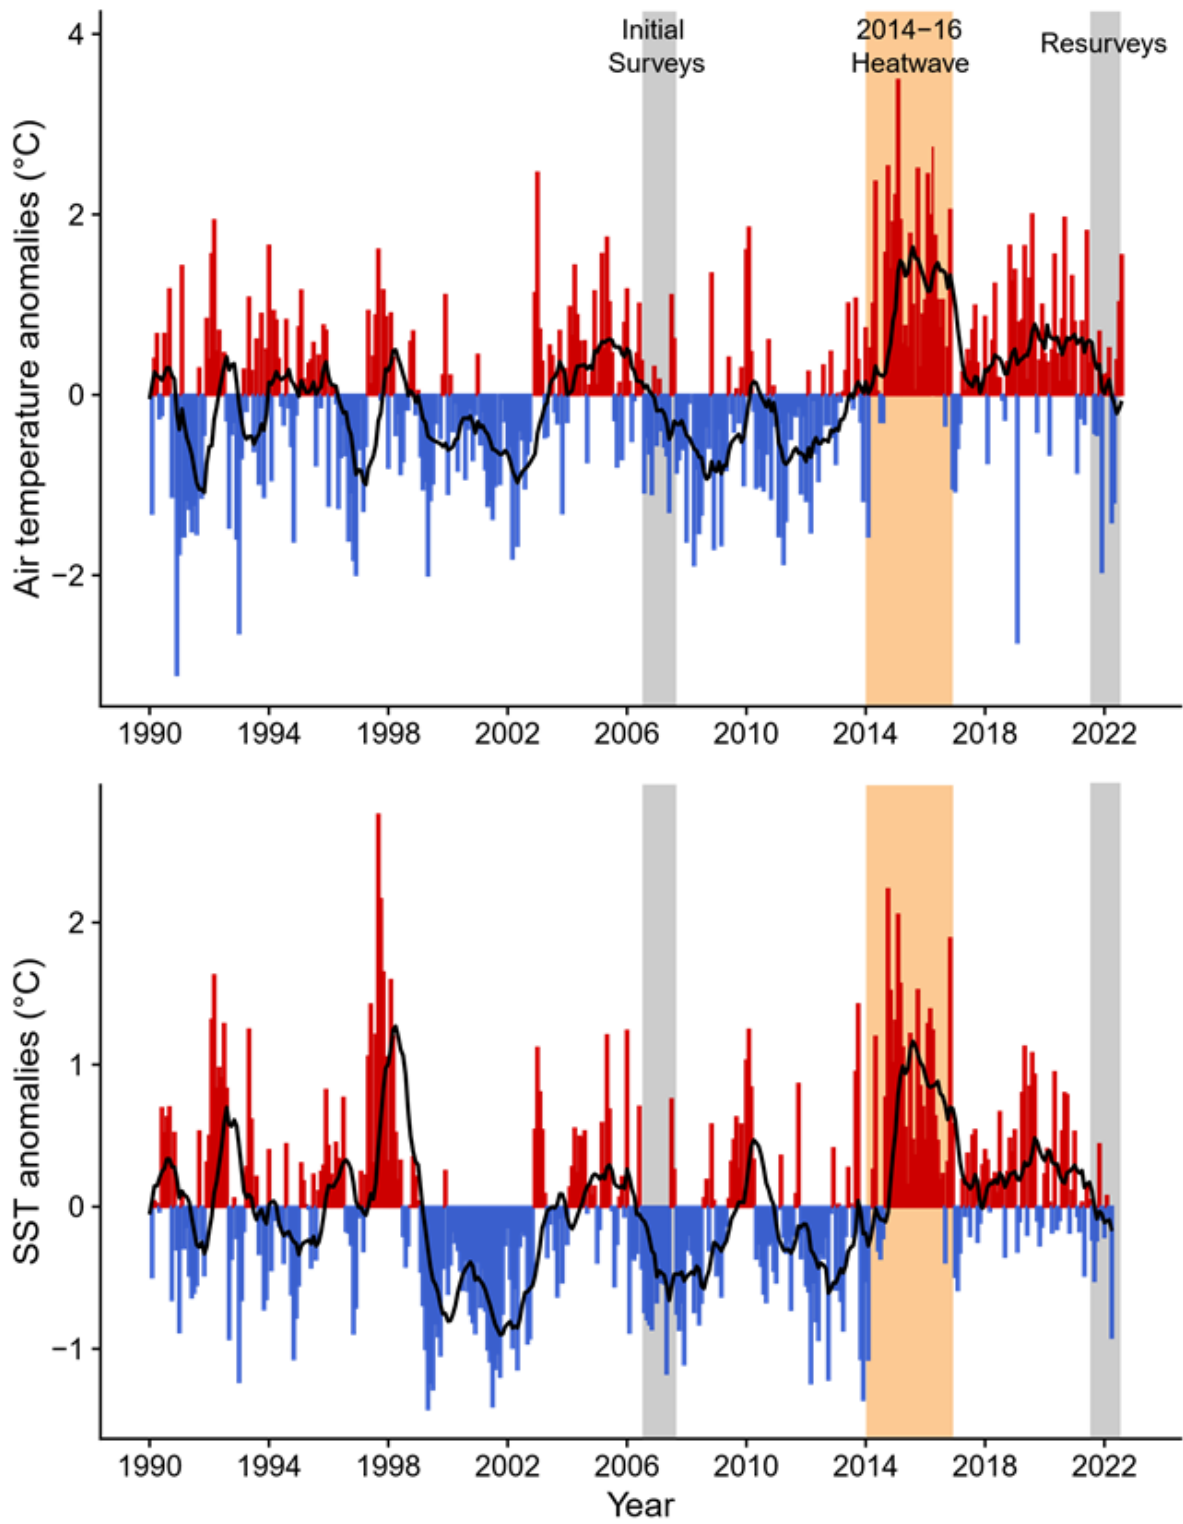 Initial
Surveys
2014−16
Heatwave
Resurveys
Air temperature anomalies (°C)
4
2
0
−2
1990 1994 1998 2002 2006 2010 2014 2018 2022
SST anomalies (°C)
2
1
0
−1
1990 1994 1998 2002 2006 2010 2014 2018 2022
Year